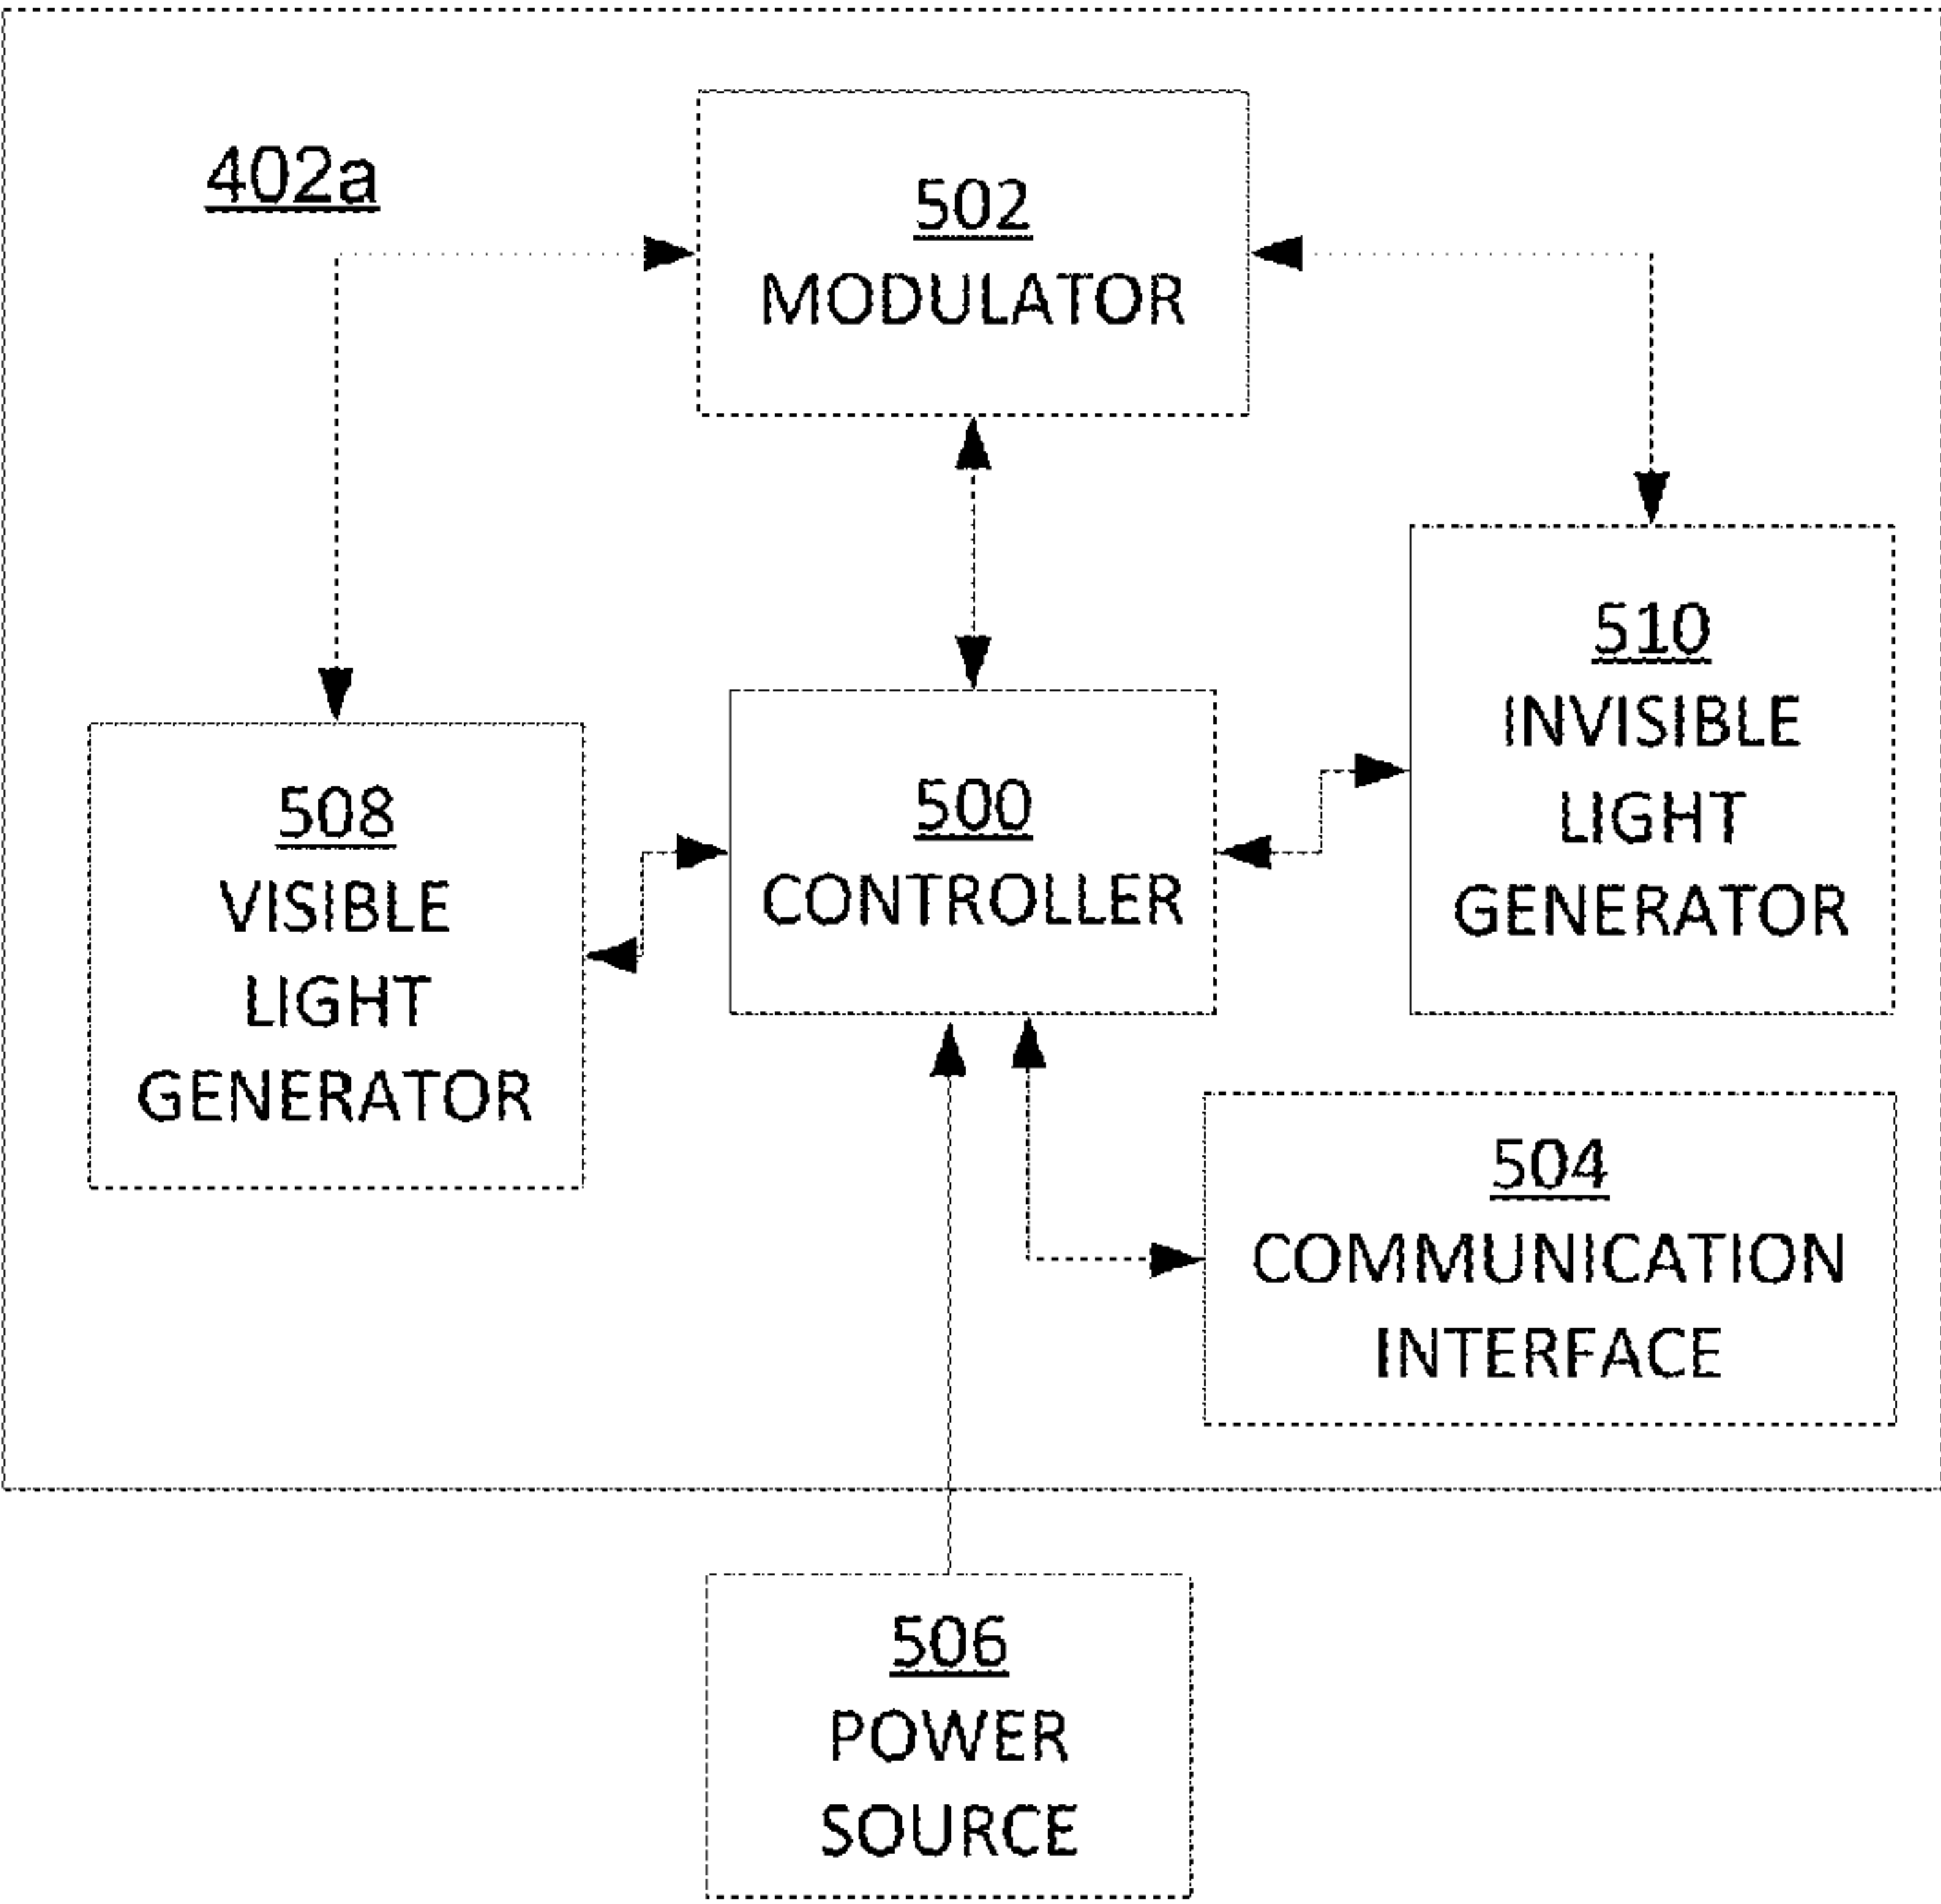 402a
502
MODULATOR
510
INVISIBLE
LIGHT
GENERATOR
508
VISIBLE
LIGHT
GENERATOR
500
CONTROLLER
504
COMMUNICATION
INTERFACE
506
POWER
SOURCE